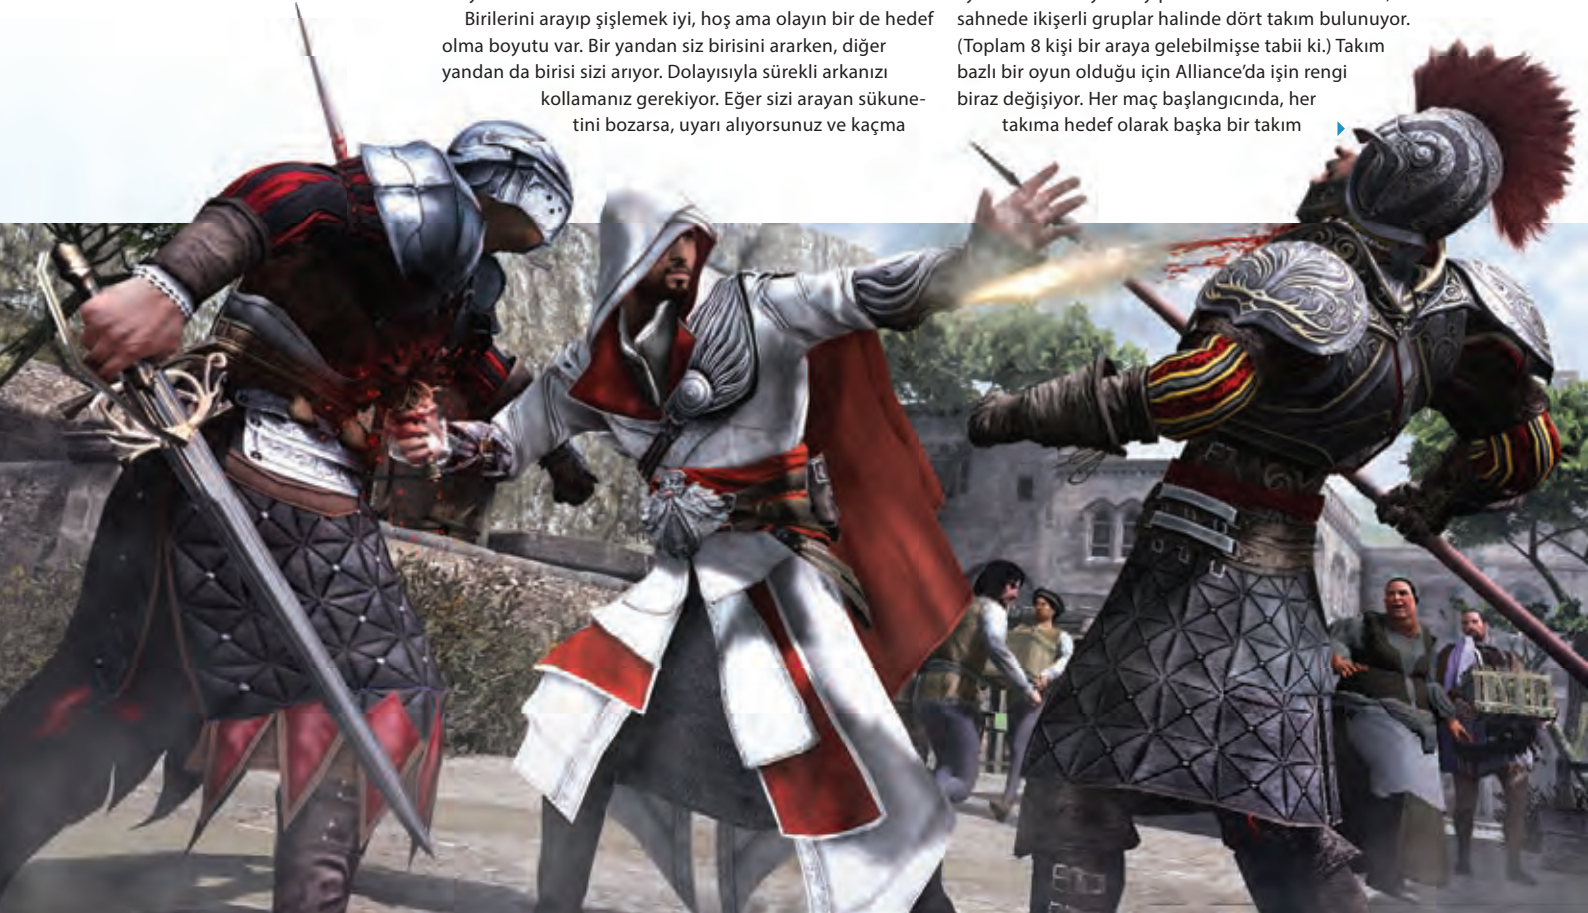 Birilerini arayıp şişlemek iyi, hoş ama olayın bir de hedef
olma boyutu var. Bir yandan siz birisini ararken, diğer
yandan da birisi sizi arıyor. Dolayısıyla sürekli arkanızı
kollamanız gerekiyor. Eğer sizi arayan sükune-
tini bozarsa, uyarı alıyorsunuz ve kaçma
sahnede ikişerli gruplar halinde dört takım bulunuyor.
(Toplam 8 kişi bir araya gelebilmişse tabii ki.) Takım
bazlı bir oyun olduğu için Alliance’da işin rengi
biraz değişiyor. Her maç başlangıcında, her
takıma hedef olarak başka bir takım